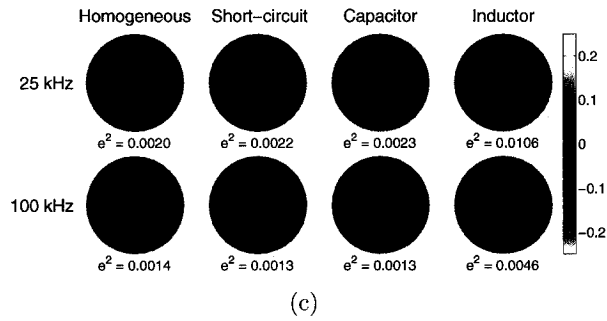 Homogeneous Short-circuit Capacitor Inductor
25 kHz
e² = 0.0020 e² = 0.0022 e² = 0.0023 e² = 0.0106
100 kHz
e² = 0.0014 e² = 0.0013 e² = 0.0013 e² = 0.0046
0.2
0.1
0
-0.1
-0.2
(c)